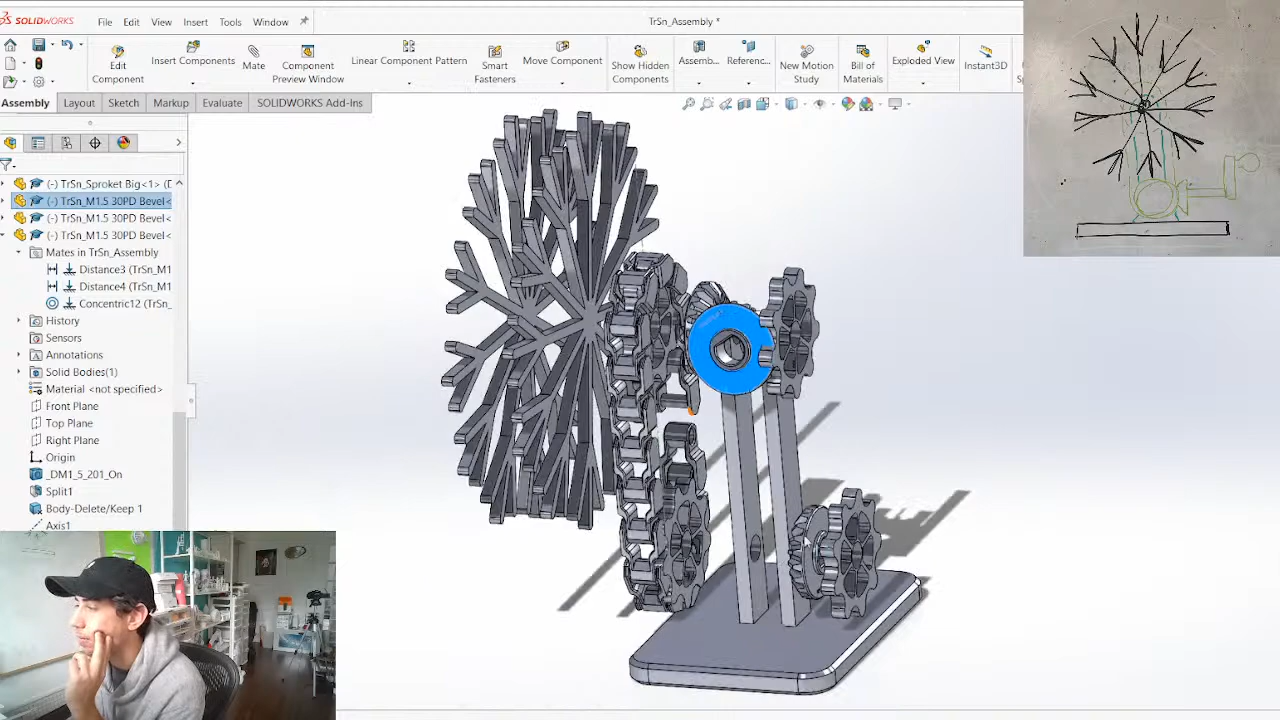 SOLIDWORKS File Edit View Insert Tools Window TrSn_Assembly *
Edit Component
Insert Components
Mate
Component Preview Window
Linear Component Pattern
Smart Fasteners
Move Component
Show Hidden Components
Assemb...
Referenc...
New Motion Study
Bill of Materials
Exploded View
Instant3D
Assembly Layout Sketch Markup Evaluate SOLIDWORKS Add-Ins
(-) TrSn_Sproket Big<1> (D
(-) TrSn_M1.5 30PD Bevel<
(-) TrSn_M1.5 30PD Bevel<
(-) TrSn_M1.5 30PD Bevel<
Mates in TrSn_Assembly
Distance3 (TrSn_M1
Distance4 (TrSn_M1
Concentric12 (TrSn_
History
Sensors
Annotations
Solid Bodies(1)
Material <not specified>
Front Plane
Top Plane
Right Plane
Origin
_DM1_5_201_On
Split1
Body-Delete/Keep 1
Axis1